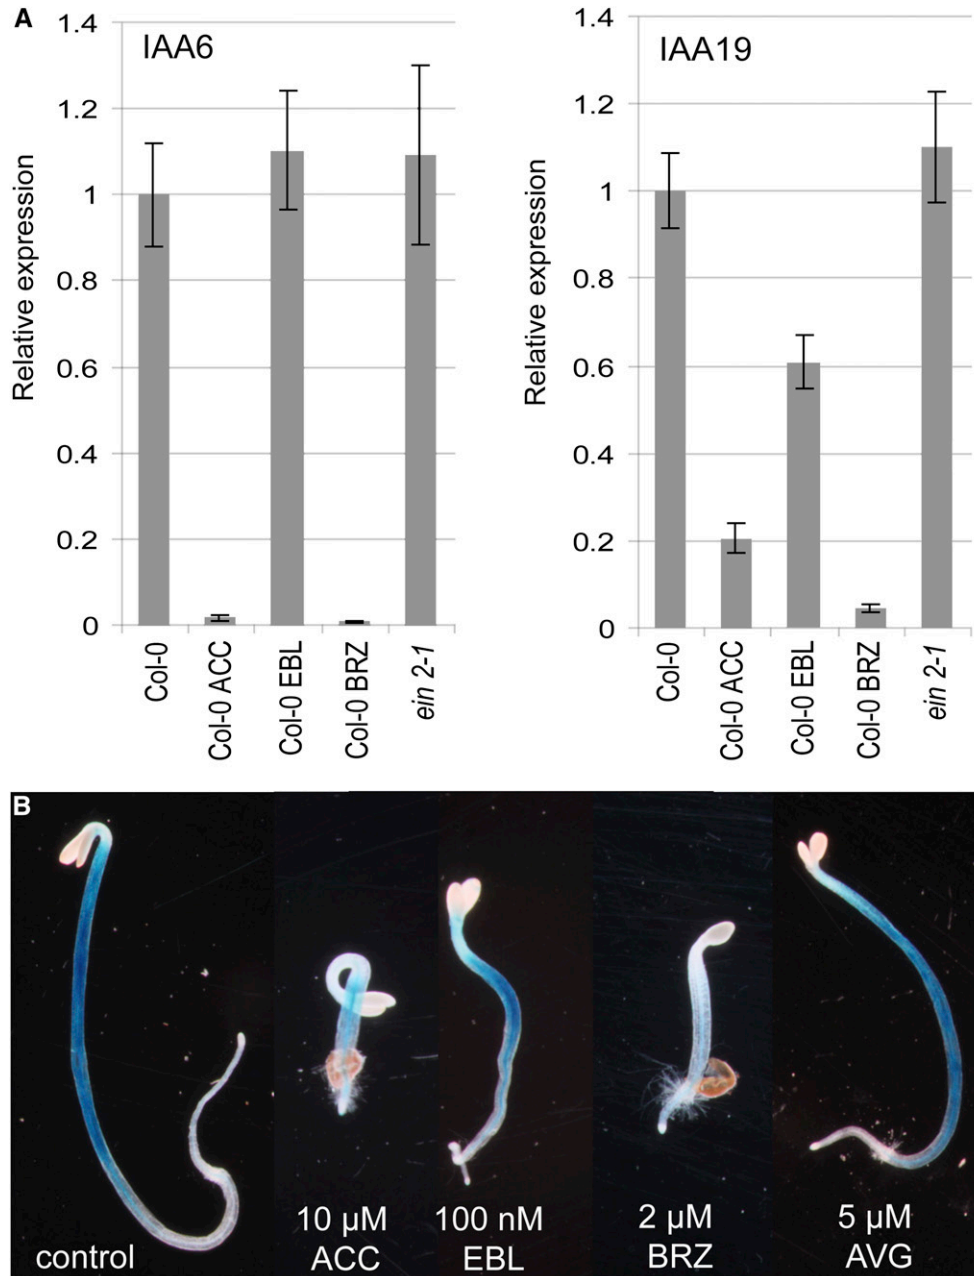 A
IAA6
Relative expression
1.4
1.2
1
0.8
0.6
0.4
0.2
0
Col-0
Col-0 ACC
Col-0 EBL
Col-0 BRZ
ein 2-1
IAA19
Relative expression
1.4
1.2
1
0.8
0.6
0.4
0.2
0
Col-0
Col-0 ACC
Col-0 EBL
Col-0 BRZ
ein 2-1
B
control
10 µM
ACC
100 nM
EBL
2 µM
BRZ
5 µM
AVG